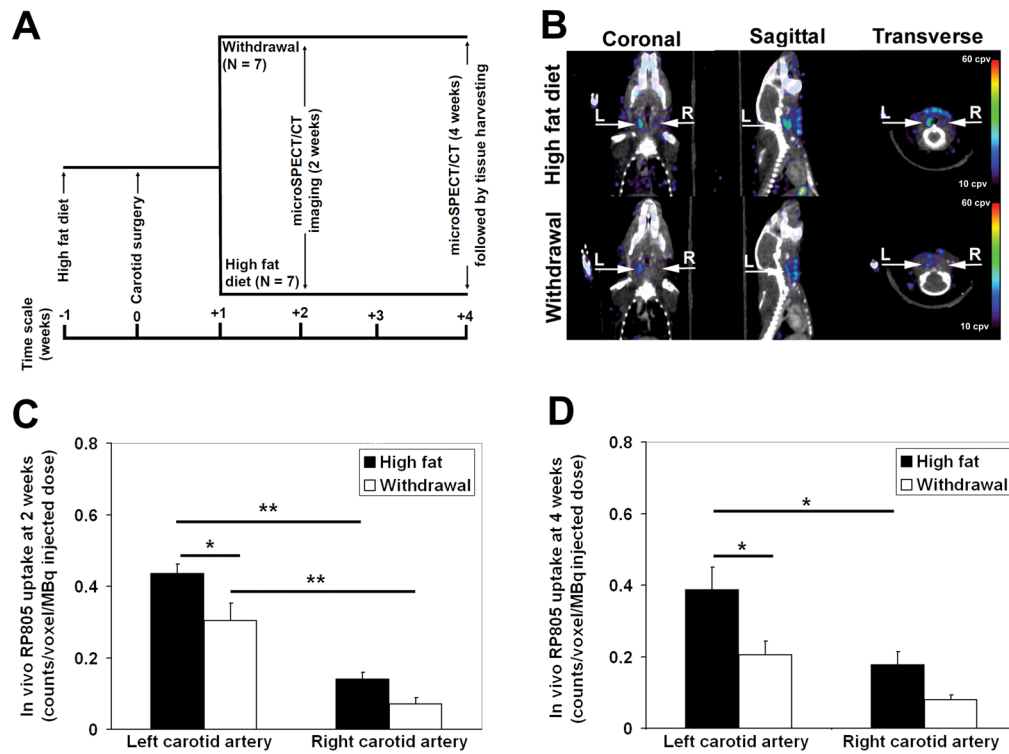 A
Withdrawal
(N = 7)
microSPECT/CT
imaging (2 weeks)
microSPECT/CT (4 weeks)
followed by tissue harvesting
High fat diet
Carotid surgery
High fat
diet (N = 7)
Time scale
(weeks)
-1
0
+1
+2
+3
+4
B
Coronal
Sagittal
Transverse
High fat diet
L
R
L
L
R
60 cpv
10 cpv
Withdrawal
L
R
L
L
R
60 cpv
10 cpv
C
In vivo RP805 uptake at 2 weeks
(counts/voxel/MBq injected dose)
0.8
0.6
0.4
0.2
0
High fat
Withdrawal
**
*
**
Left carotid artery
Right carotid artery
D
In vivo RP805 uptake at 4 weeks
(counts/voxel/MBq injected dose)
0.8
0.6
0.4
0.2
0
High fat
Withdrawal
*
*
Left carotid artery
Right carotid artery